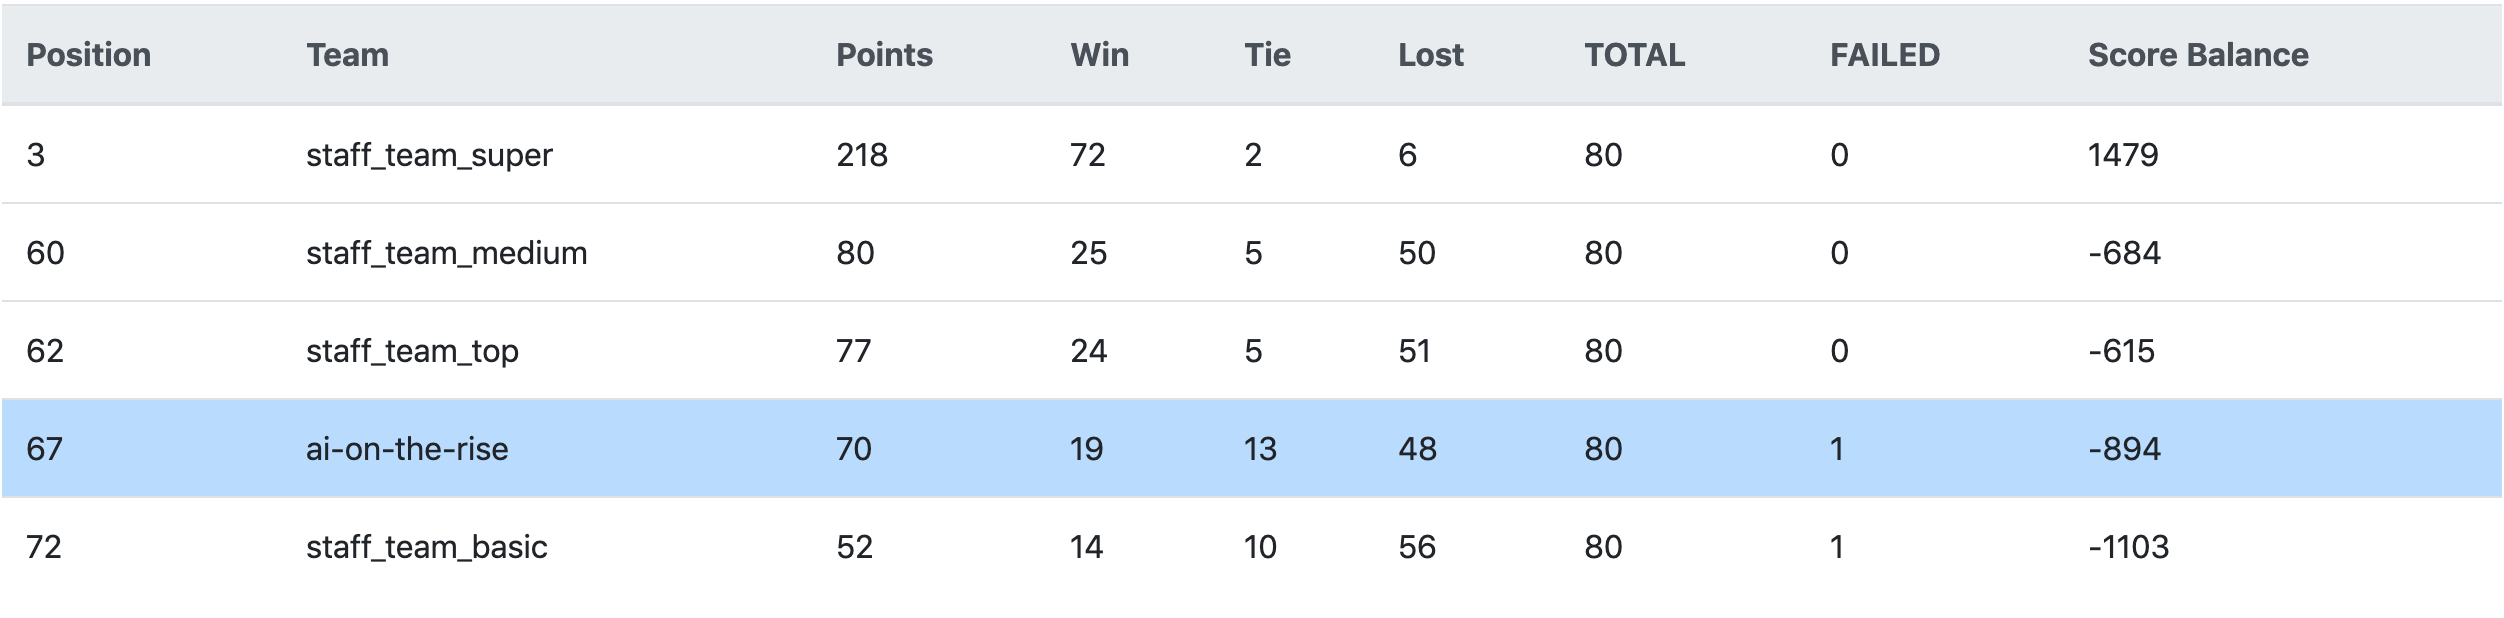 Position Team Points Win Tie Lost TOTAL FAILED Score Balance
3 staff_team_super 218 72 2 6 80 0 1479
60 staff_team_medium 80 25 5 50 80 0 -684
62 staff_team_top 77 24 5 51 80 0 -615
67 ai-on-the-rise 70 19 13 48 80 1 -894
72 staff_team_basic 52 14 10 56 80 1 -1103